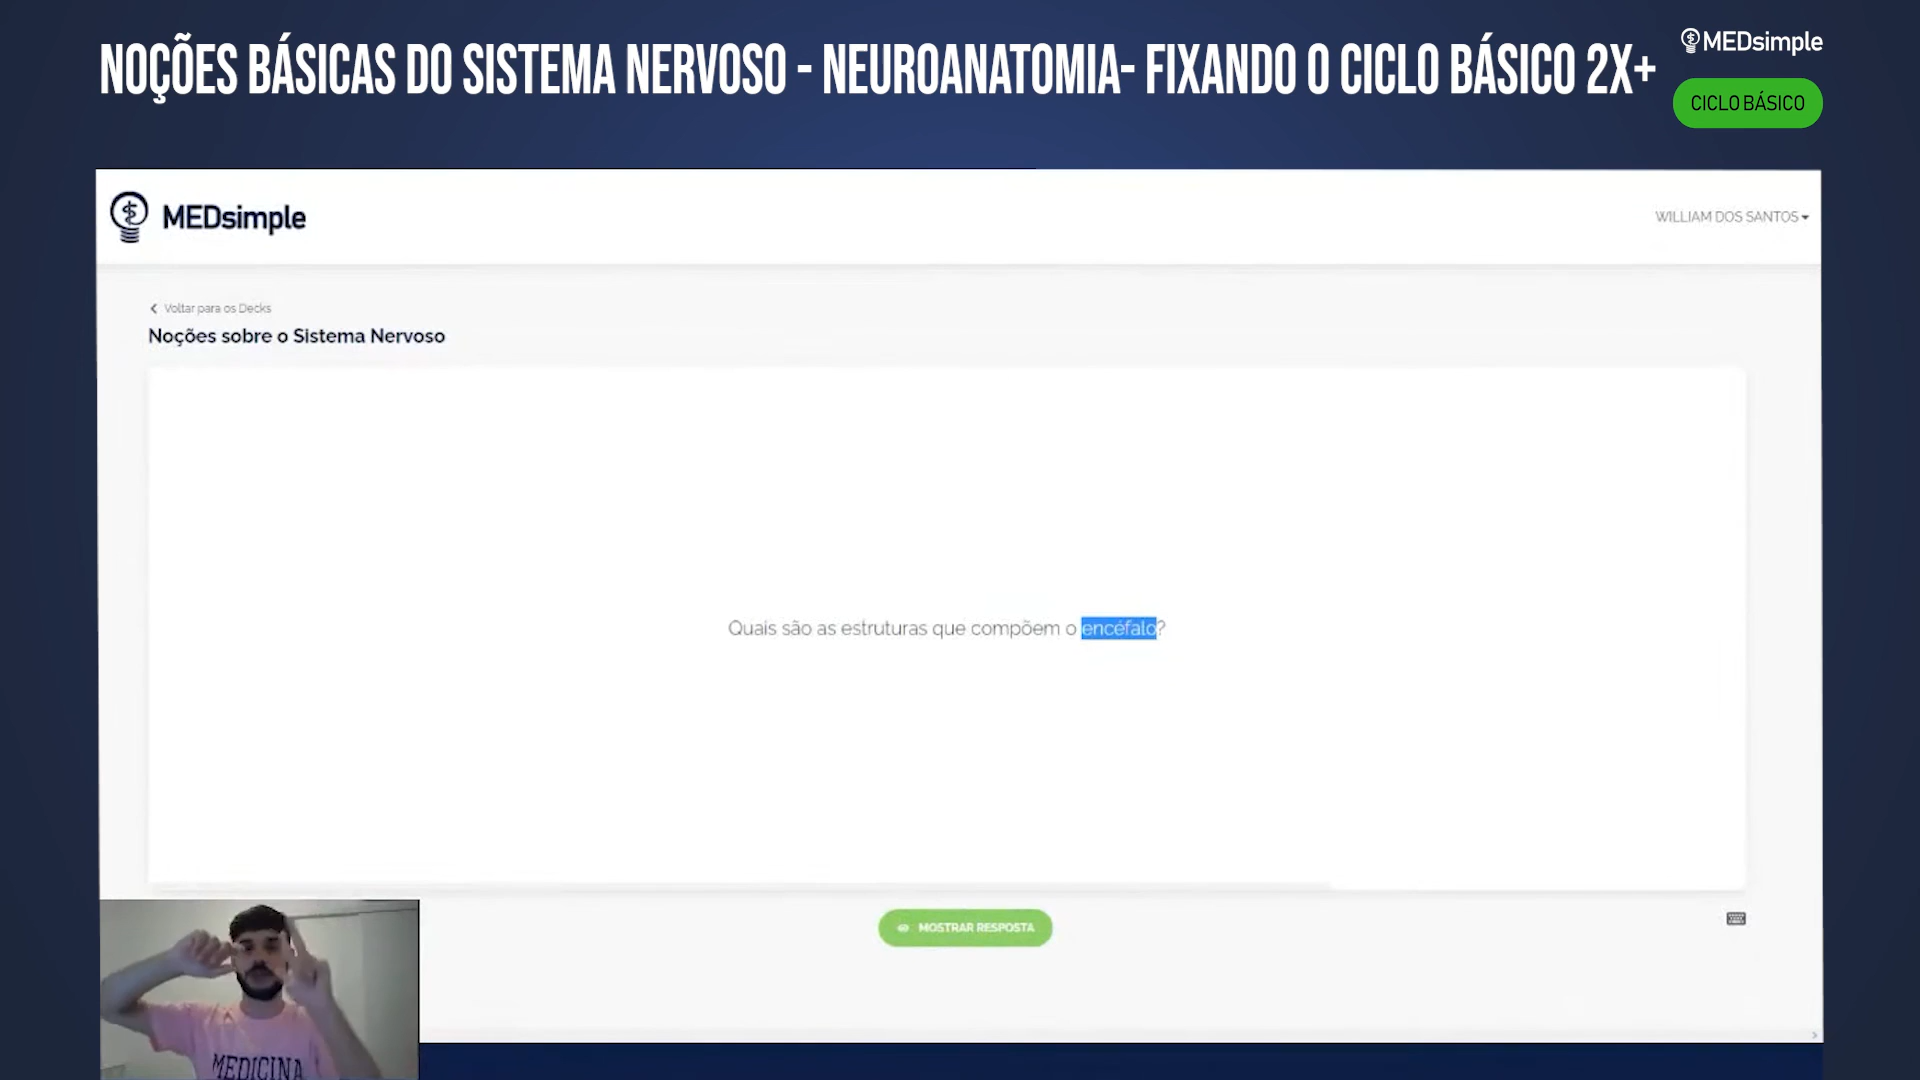 NOÇÕES BÁSICAS DO SISTEMA NERVOSO - NEUROANATOMIA- FIXANDO O CICLO BÁSICO 2X+
MEDsimple
CICLO BÁSICO
MEDsimple
WILLIAM DOS SANTOS
Voltar para os Decks
Noções sobre o Sistema Nervoso
Quais são as estruturas que compõem o encéfalo?
MOSTRAR RESPOSTA
MEDICINA